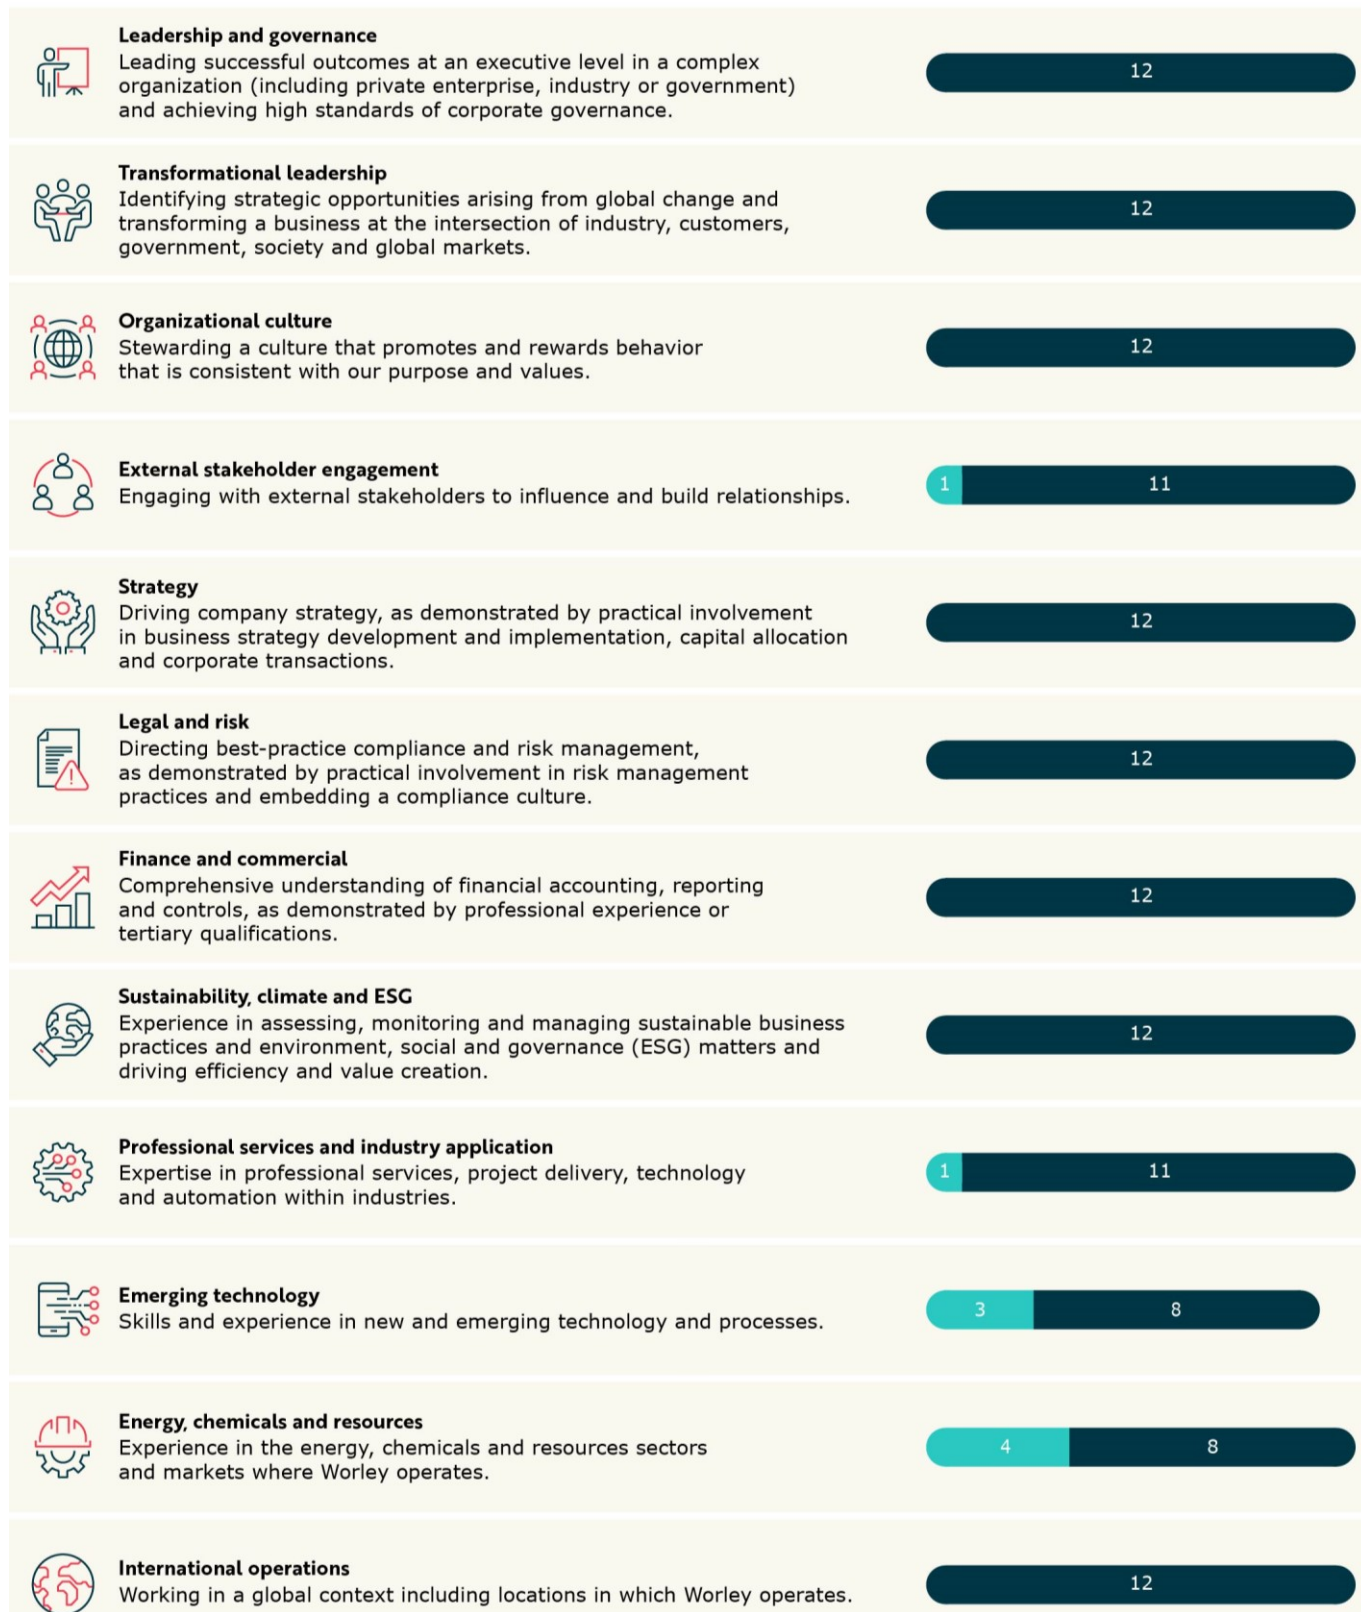 Leadership and governance
Leading successful outcomes at an executive level in a complex
organization (including private enterprise, industry or government)
and achieving high standards of corporate governance.
12
Transformational leadership
Identifying strategic opportunities arising from global change and
transforming a business at the intersection of industry, customers,
government, society and global markets.
12
Organizational culture
Stewarding a culture that promotes and rewards behavior
that is consistent with our purpose and values.
12
External stakeholder engagement
Engaging with external stakeholders to influence and build relationships.
1 11
Strategy
Driving company strategy, as demonstrated by practical involvement
in business strategy development and implementation, capital allocation
and corporate transactions.
12
Legal and risk
Directing best-practice compliance and risk management,
as demonstrated by practical involvement in risk management
practices and embedding a compliance culture.
12
Finance and commercial
Comprehensive understanding of financial accounting, reporting
and controls, as demonstrated by professional experience or
tertiary qualifications.
12
Sustainability, climate and ESG
Experience in assessing, monitoring and managing sustainable business
practices and environment, social and governance (ESG) matters and
driving efficiency and value creation.
12
Professional services and industry application
Expertise in professional services, project delivery, technology
and automation within industries.
1 11
Emerging technology
Skills and experience in new and emerging technology and processes.
3 8
Energy, chemicals and resources
Experience in the energy, chemicals and resources sectors
and markets where Worley operates.
4 8
International operations
Working in a global context including locations in which Worley operates.
12